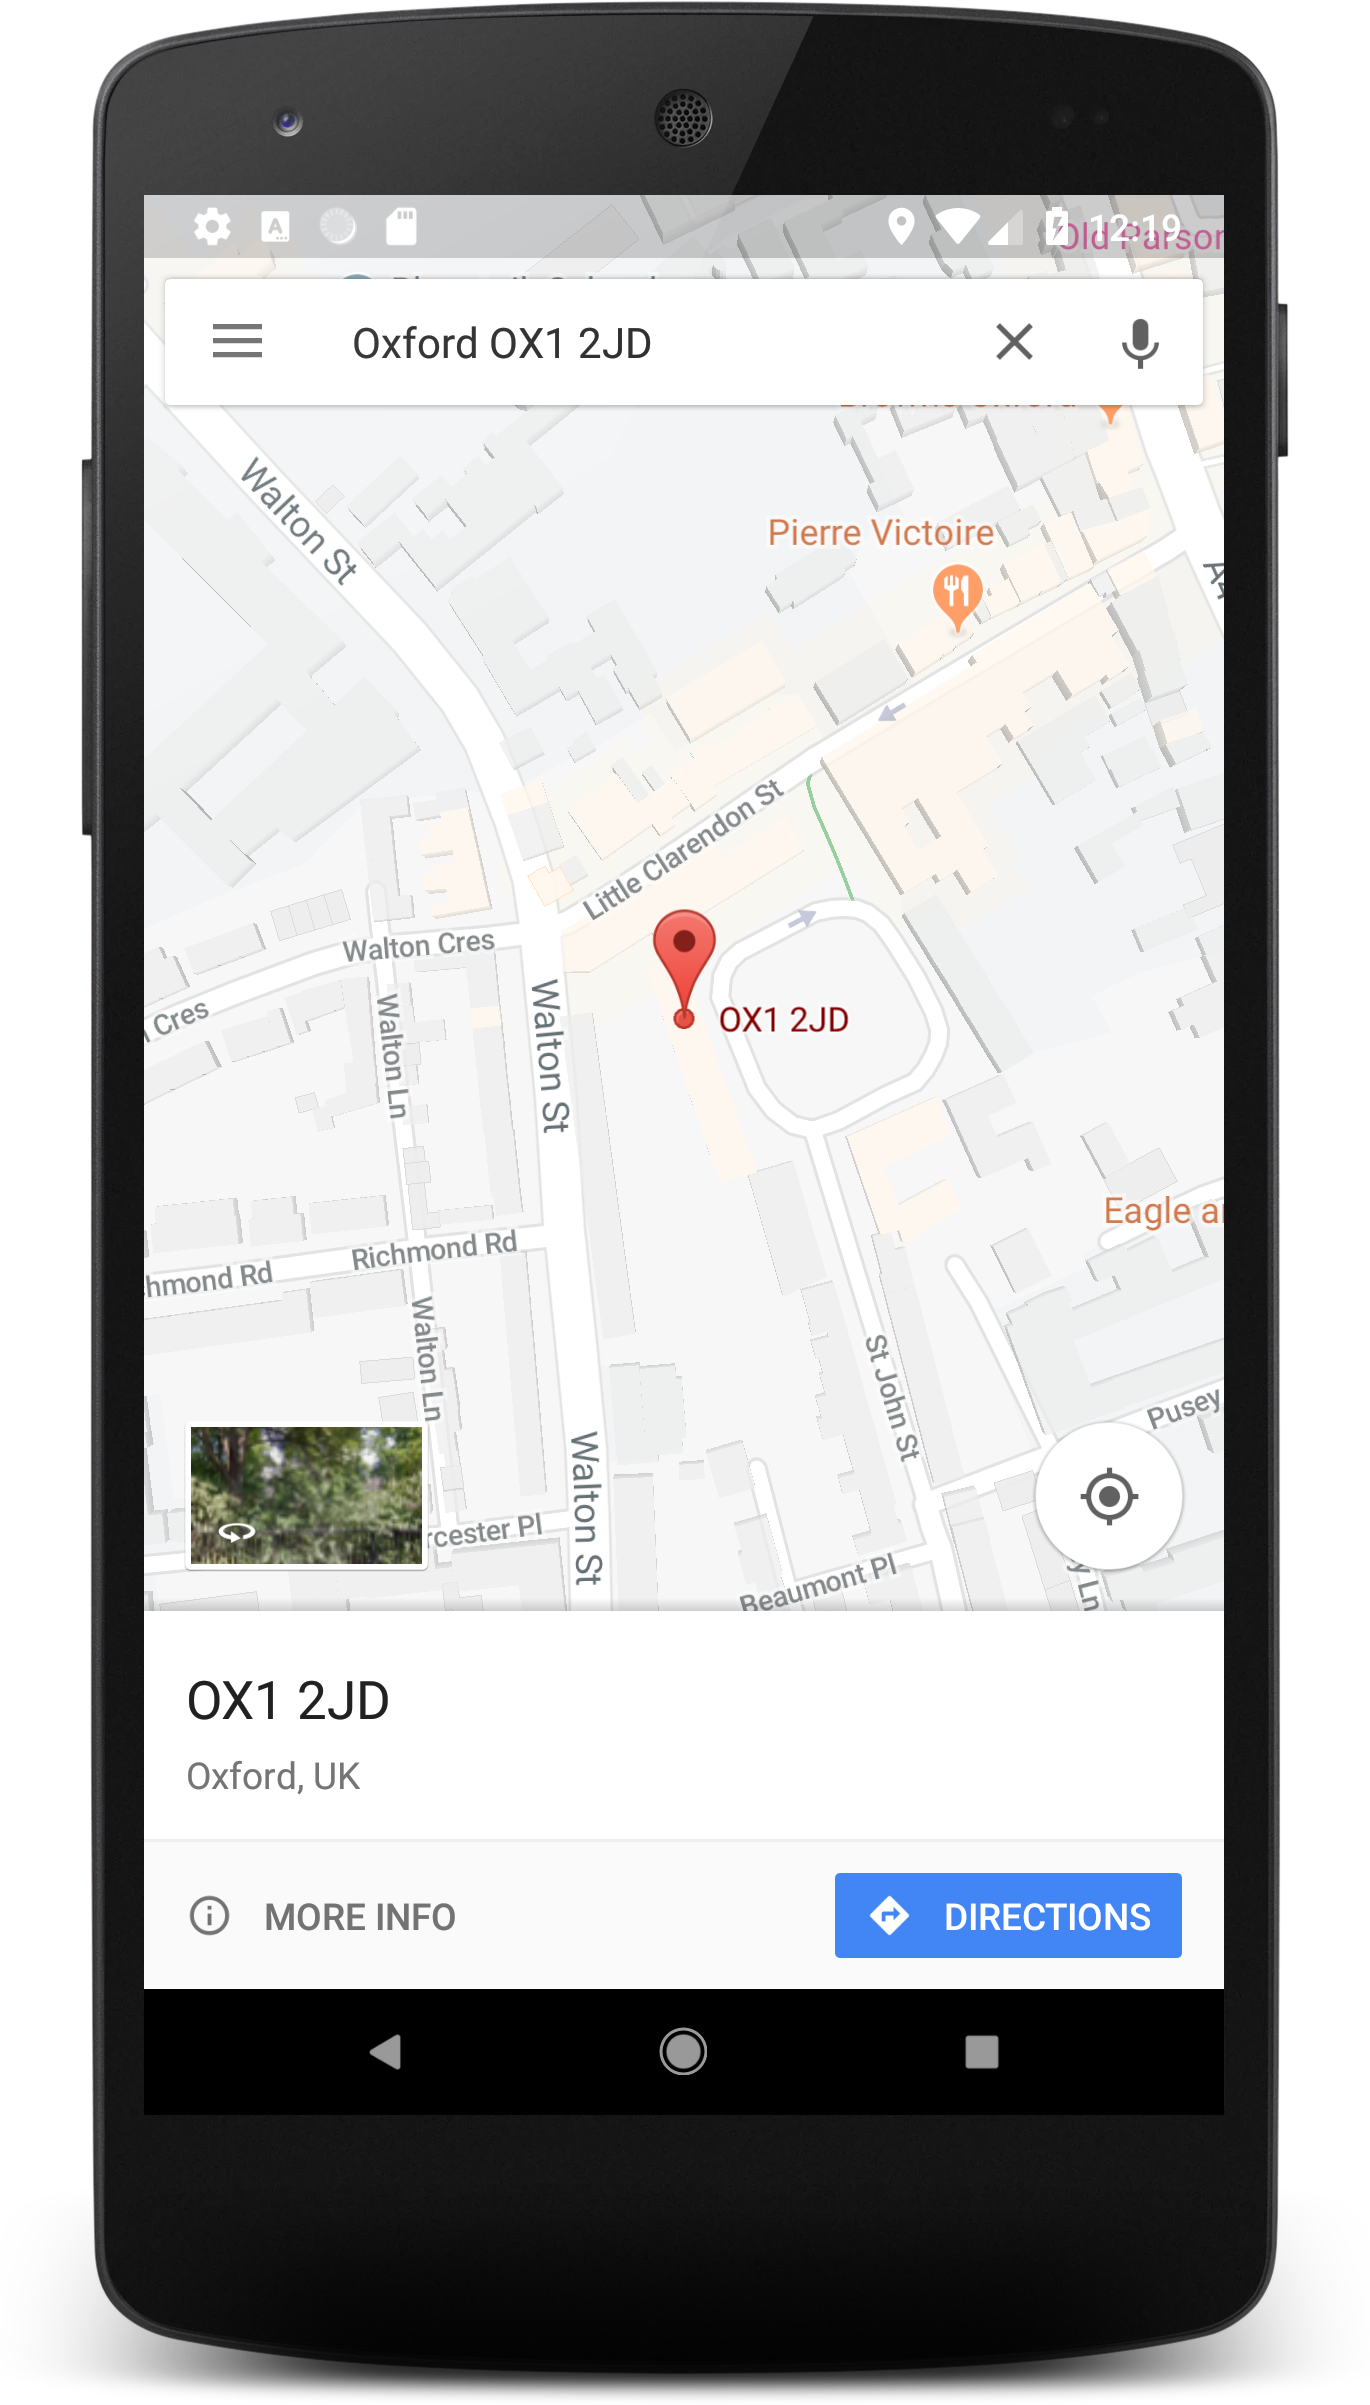 12:19
Old Parson
Oxford OX1 2JD
Walton St
Pierre Victoire
A4
Little Clarendon St
Walton Cres
Cres
Walton Ln
Walton St
OX1 2JD
Eagle a
Richmond Rd
hmond Rd
Walton Ln
St John St
Pusey
Walton St
rcester Pl
Beaumont Pl
y Ln
OX1 2JD
Oxford, UK
MORE INFO
DIRECTIONS